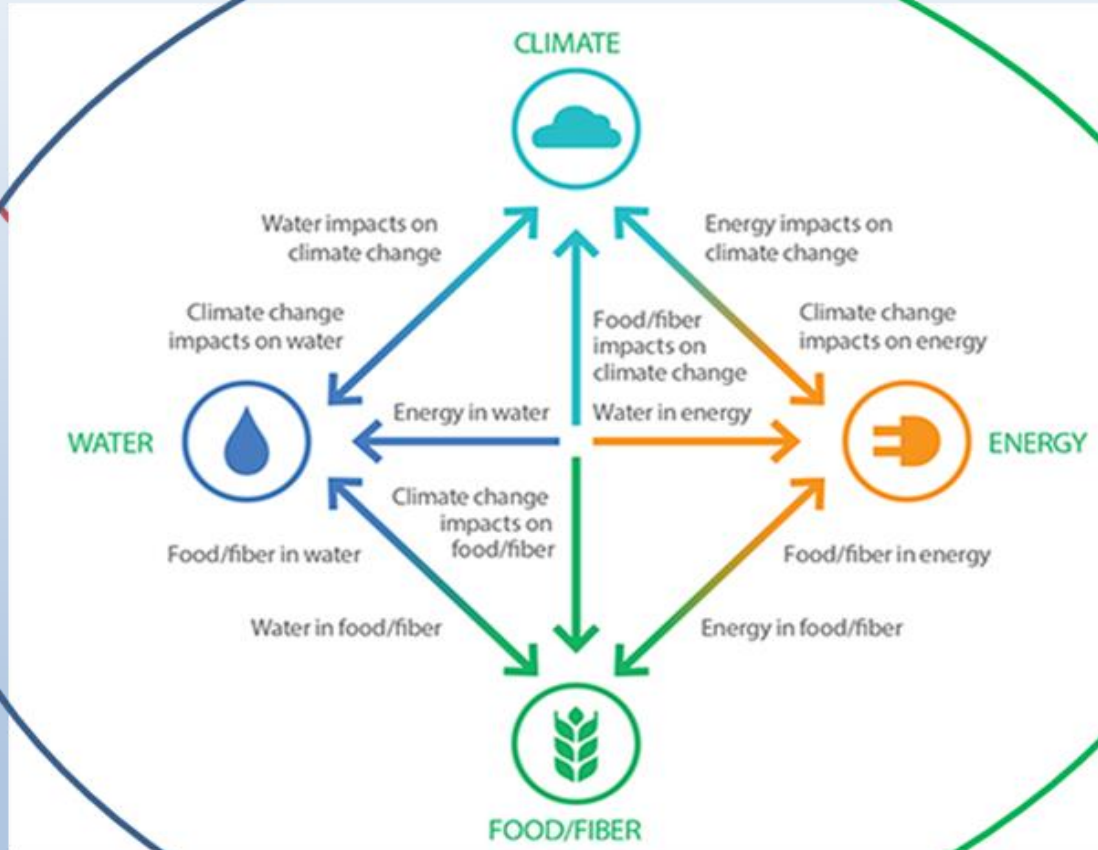 CLIMATE
Water impacts on
climate change
Energy impacts on
climate change
Climate change
impacts on water
Food/fiber
impacts on
climate change
Climate change
impacts on energy
WATER
Energy in water
Water in energy
ENERGY
Climate change
impacts on
food/fiber
Food/fiber in water
Food/fiber in energy
Water in food/fiber
Energy in food/fiber
FOOD/FIBER